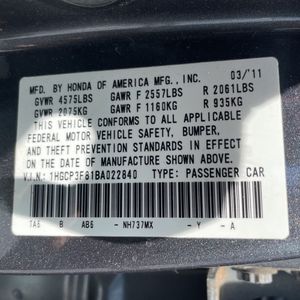 MFD. BY HONDA OF AMERICA MFG., INC. 03/'11
GVWR 4575LBS GAWR F 2557LBS R 2061LBS
GVWR 2075KG GAWR F 1160KG R 935KG
THIS VEHICLE CONFORMS TO ALL APPLICABLE
FEDERAL MOTOR VEHICLE SAFETY, BUMPER,
AND THEFT PREVENTION STANDARDS IN EFFECT ON
THE DATE OF MANUFACTURE SHOWN ABOVE.
V.I.N.: 1HGCP3F81BA022840 TYPE: PASSENGER CAR
TA5 B AB6 -NH737MX -Y -A